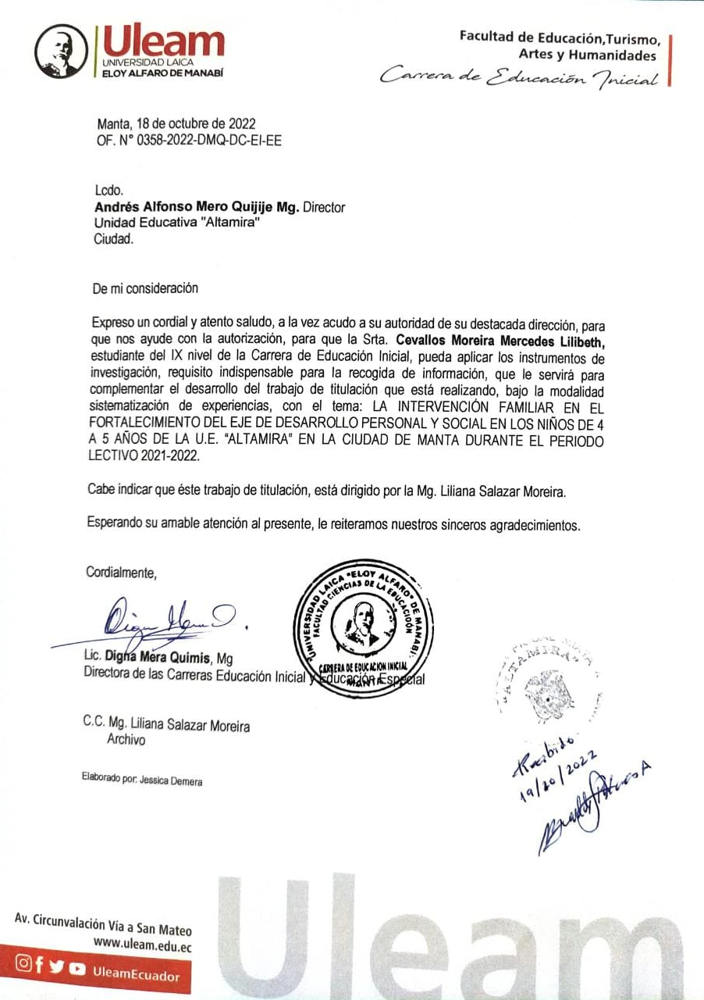 Uleam
UNIVERSIDAD LAICA
ELOY ALFARO DE MANABÍ
Facultad de Educación,Turismo,
Artes y Humanidades
Carrera de Educación Inicial
Manta, 18 de octubre de 2022
OF. N° 0358-2022-DMQ-DC-EI-EE
Lcdo.
Andrés Alfonso Mero Quijije Mg. Director
Unidad Educativa "Altamira"
Ciudad.
De mi consideración
Expreso un cordial y atento saludo, a la vez acudo a su autoridad de su destacada dirección, para
que nos ayude con la autorización, para que la Srta. Cevallos Moreira Mercedes Lilibeth,
estudiante del IX nivel de la Carrera de Educación Inicial, pueda aplicar los instrumentos de
investigación, requisito indispensable para la recogida de información, que le servirá para
complementar el desarrollo del trabajo de titulación que está realizando, bajo la modalidad
sistematización de experiencias, con el tema: LA INTERVENCIÓN FAMILIAR EN EL
FORTALECIMIENTO DEL EJE DE DESARROLLO PERSONAL Y SOCIAL EN LOS NIÑOS DE 4
A 5 AÑOS DE LA U.E. “ALTAMIRA” EN LA CIUDAD DE MANTA DURANTE EL PERIODO
LECTIVO 2021-2022.
Cabe indicar que éste trabajo de titulación, está dirigido por la Mg. Liliana Salazar Moreira.
Esperando su amable atención al presente, le reiteramos nuestros sinceros agradecimientos.
Cordialmente,
UNIVERSIDAD LAICA "ELOY ALFARO" DE MANABI
FACULTAD CIENCIAS DE LA EDUCACIÓN
CARRERA DE EDUCACION INICIAL
MANTA
Lic. Digna Mera Quimis, Mg
Directora de las Carreras Educación Inicial y Educación Especial
"ALTAMIRA"
C.C. Mg. Liliana Salazar Moreira
Archivo
Recibido
19/20/2022
Elaborado por: Jessica Demera
Av. Circunvalación Vía a San Mateo
www.uleam.edu.ec
UleamEcuador
Uleam